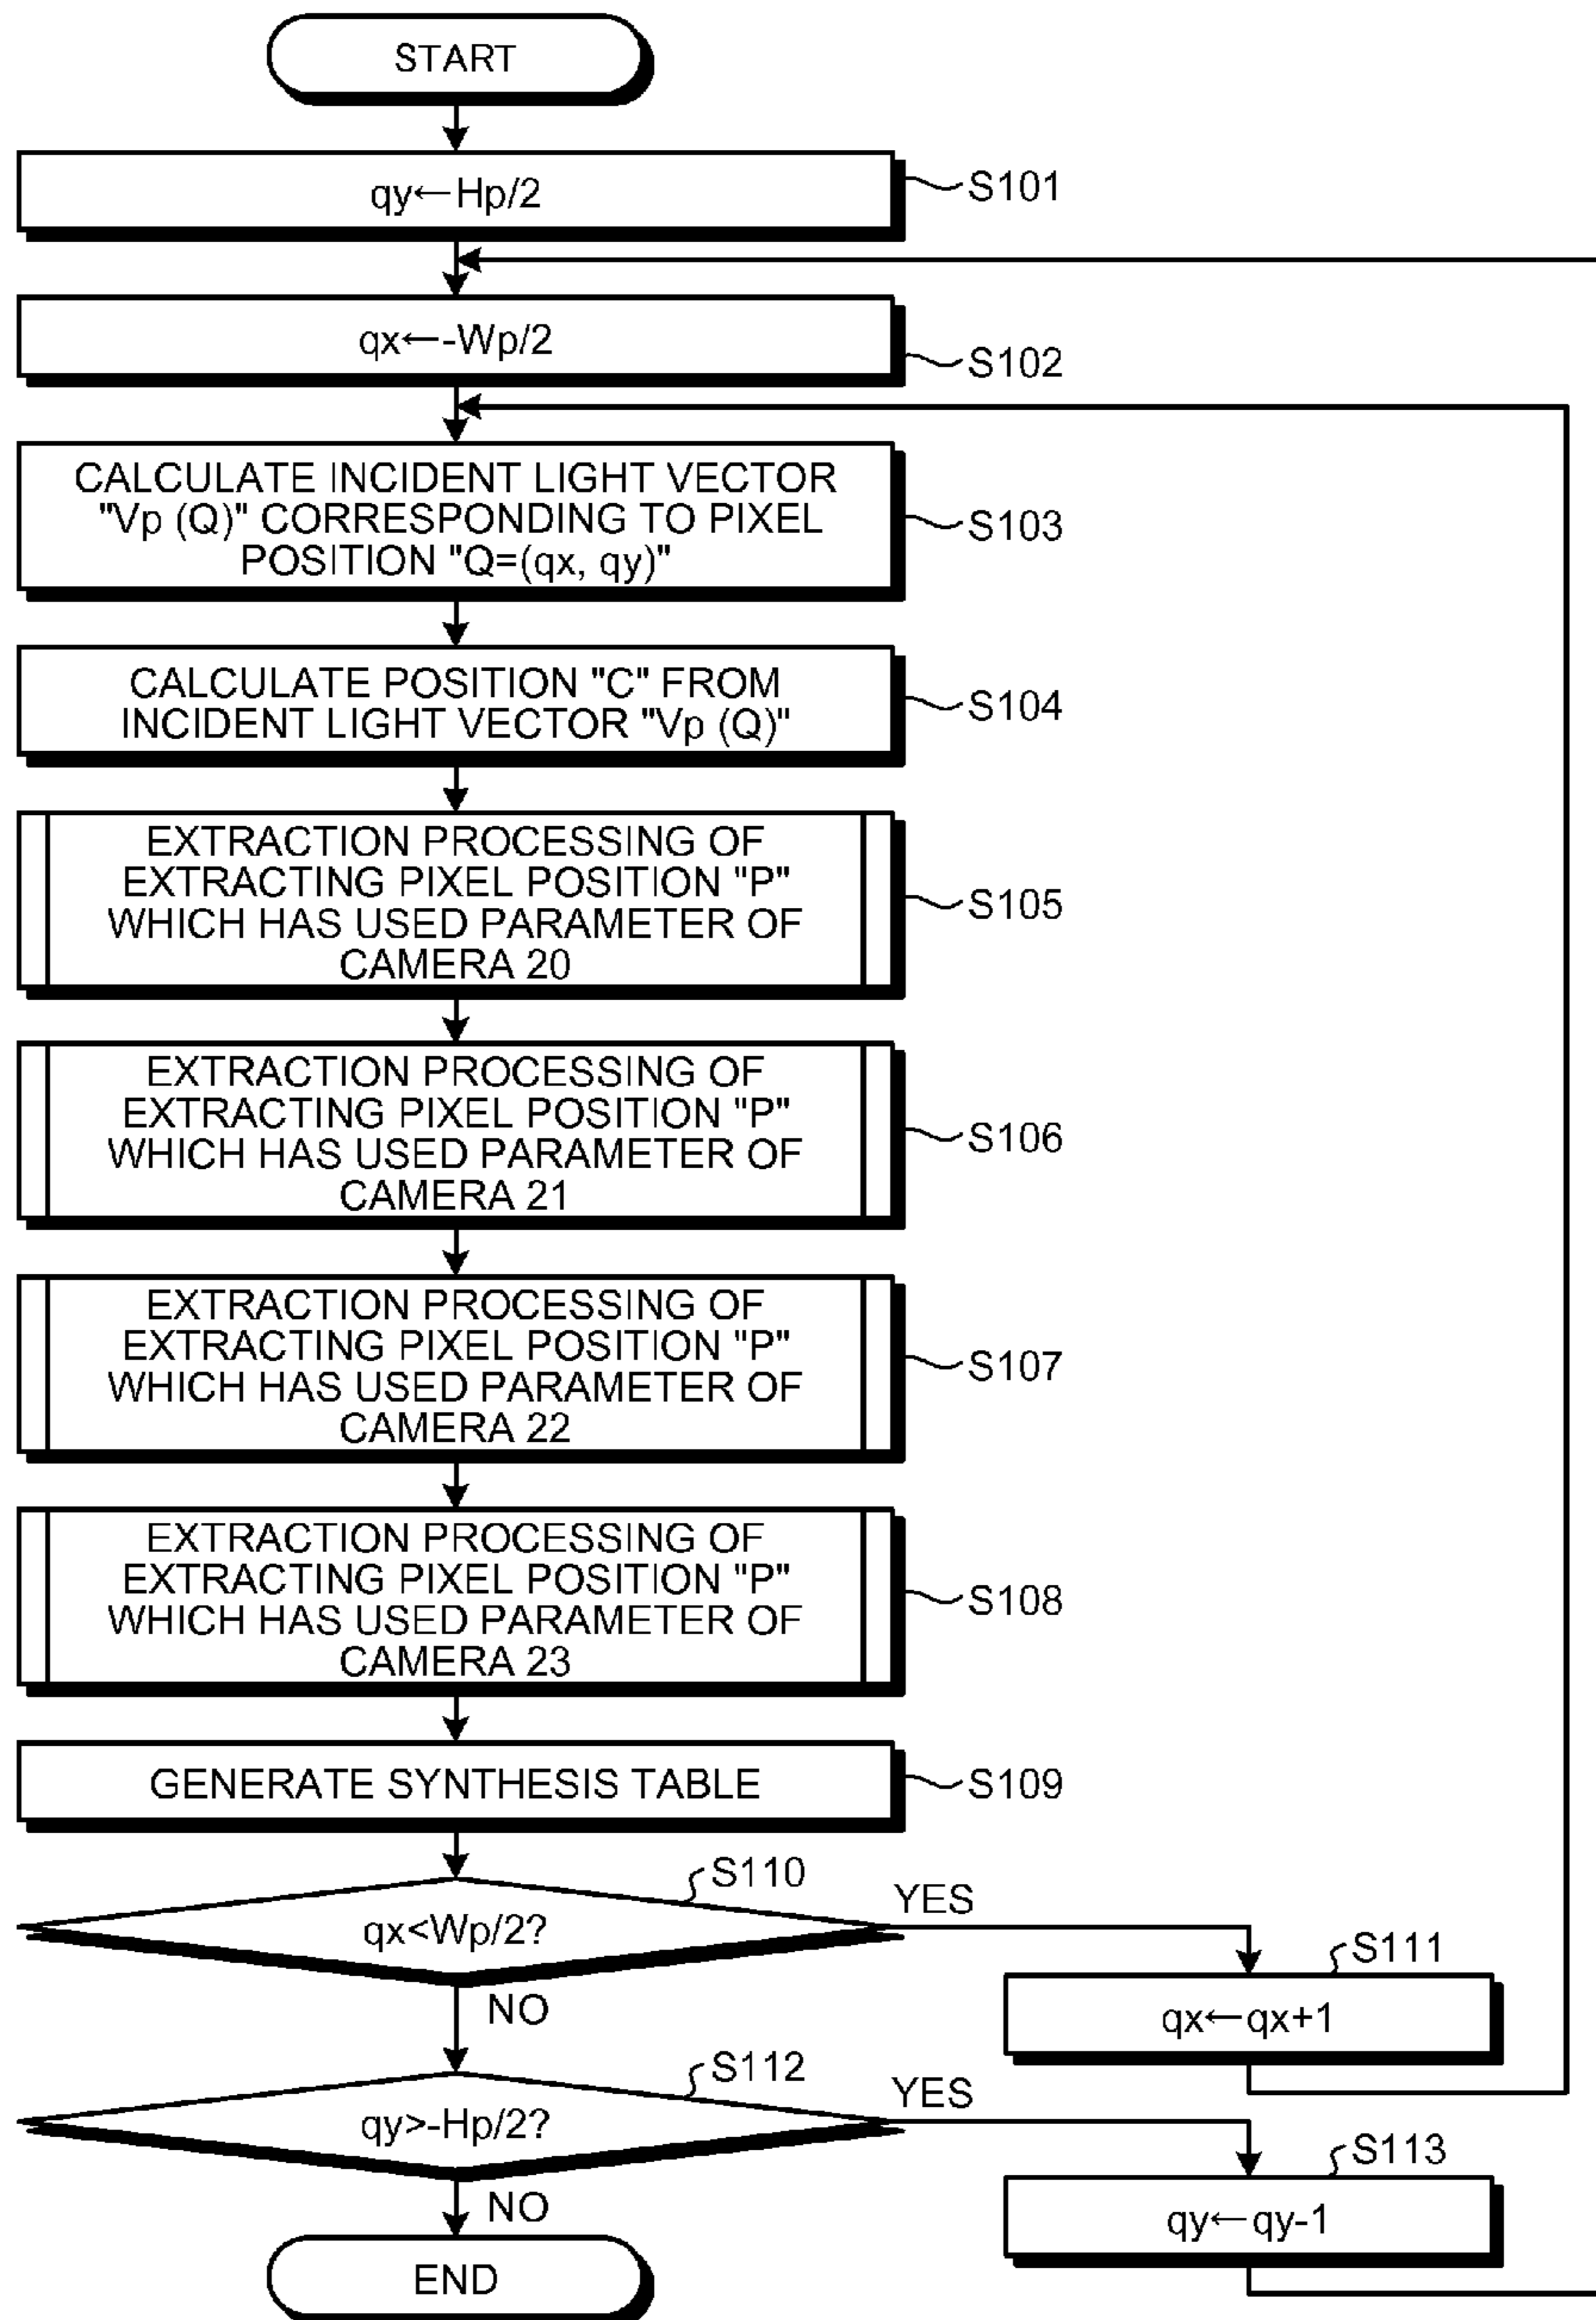 START
qy←Hp/2
S101
qx←-Wp/2
S102
CALCULATE INCIDENT LIGHT VECTOR
"Vp (Q)" CORRESPONDING TO PIXEL
POSITION "Q=(qx, qy)"
S103
CALCULATE POSITION "C" FROM
INCIDENT LIGHT VECTOR "Vp (Q)"
S104
EXTRACTION PROCESSING OF
EXTRACTING PIXEL POSITION "P"
WHICH HAS USED PARAMETER OF
CAMERA 20
S105
EXTRACTION PROCESSING OF
EXTRACTING PIXEL POSITION "P"
WHICH HAS USED PARAMETER OF
CAMERA 21
S106
EXTRACTION PROCESSING OF
EXTRACTING PIXEL POSITION "P"
WHICH HAS USED PARAMETER OF
CAMERA 22
S107
EXTRACTION PROCESSING OF
EXTRACTING PIXEL POSITION "P"
WHICH HAS USED PARAMETER OF
CAMERA 23
S108
GENERATE SYNTHESIS TABLE
S109
S110
qx<Wp/2?
YES
NO
S111
qx←qx+1
S112
qy>-Hp/2?
YES
NO
S113
qy←qy-1
END